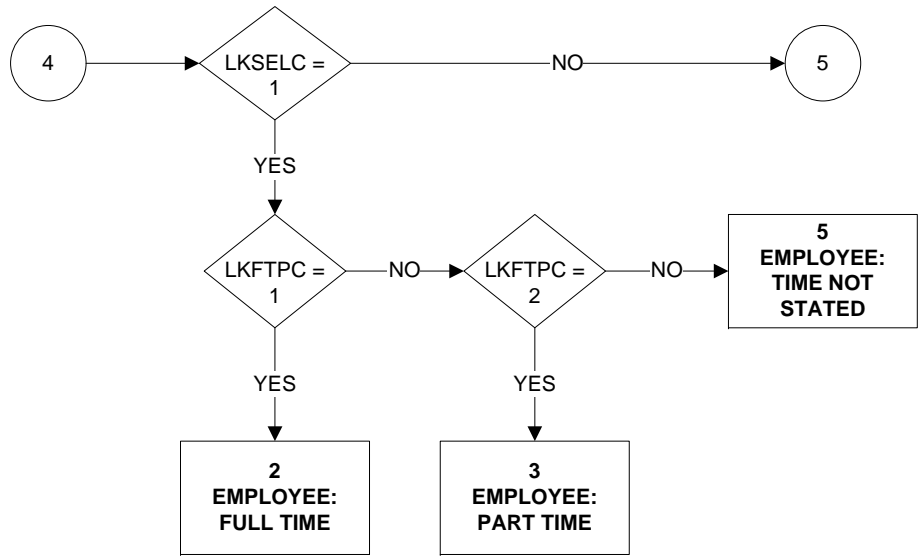 4
LKSELC =
1
NO
5
YES
LKFTPC =
1
NO
LKFTPC =
2
NO
5
EMPLOYEE:
TIME NOT
STATED
YES
YES
2
EMPLOYEE:
FULL TIME
3
EMPLOYEE:
PART TIME